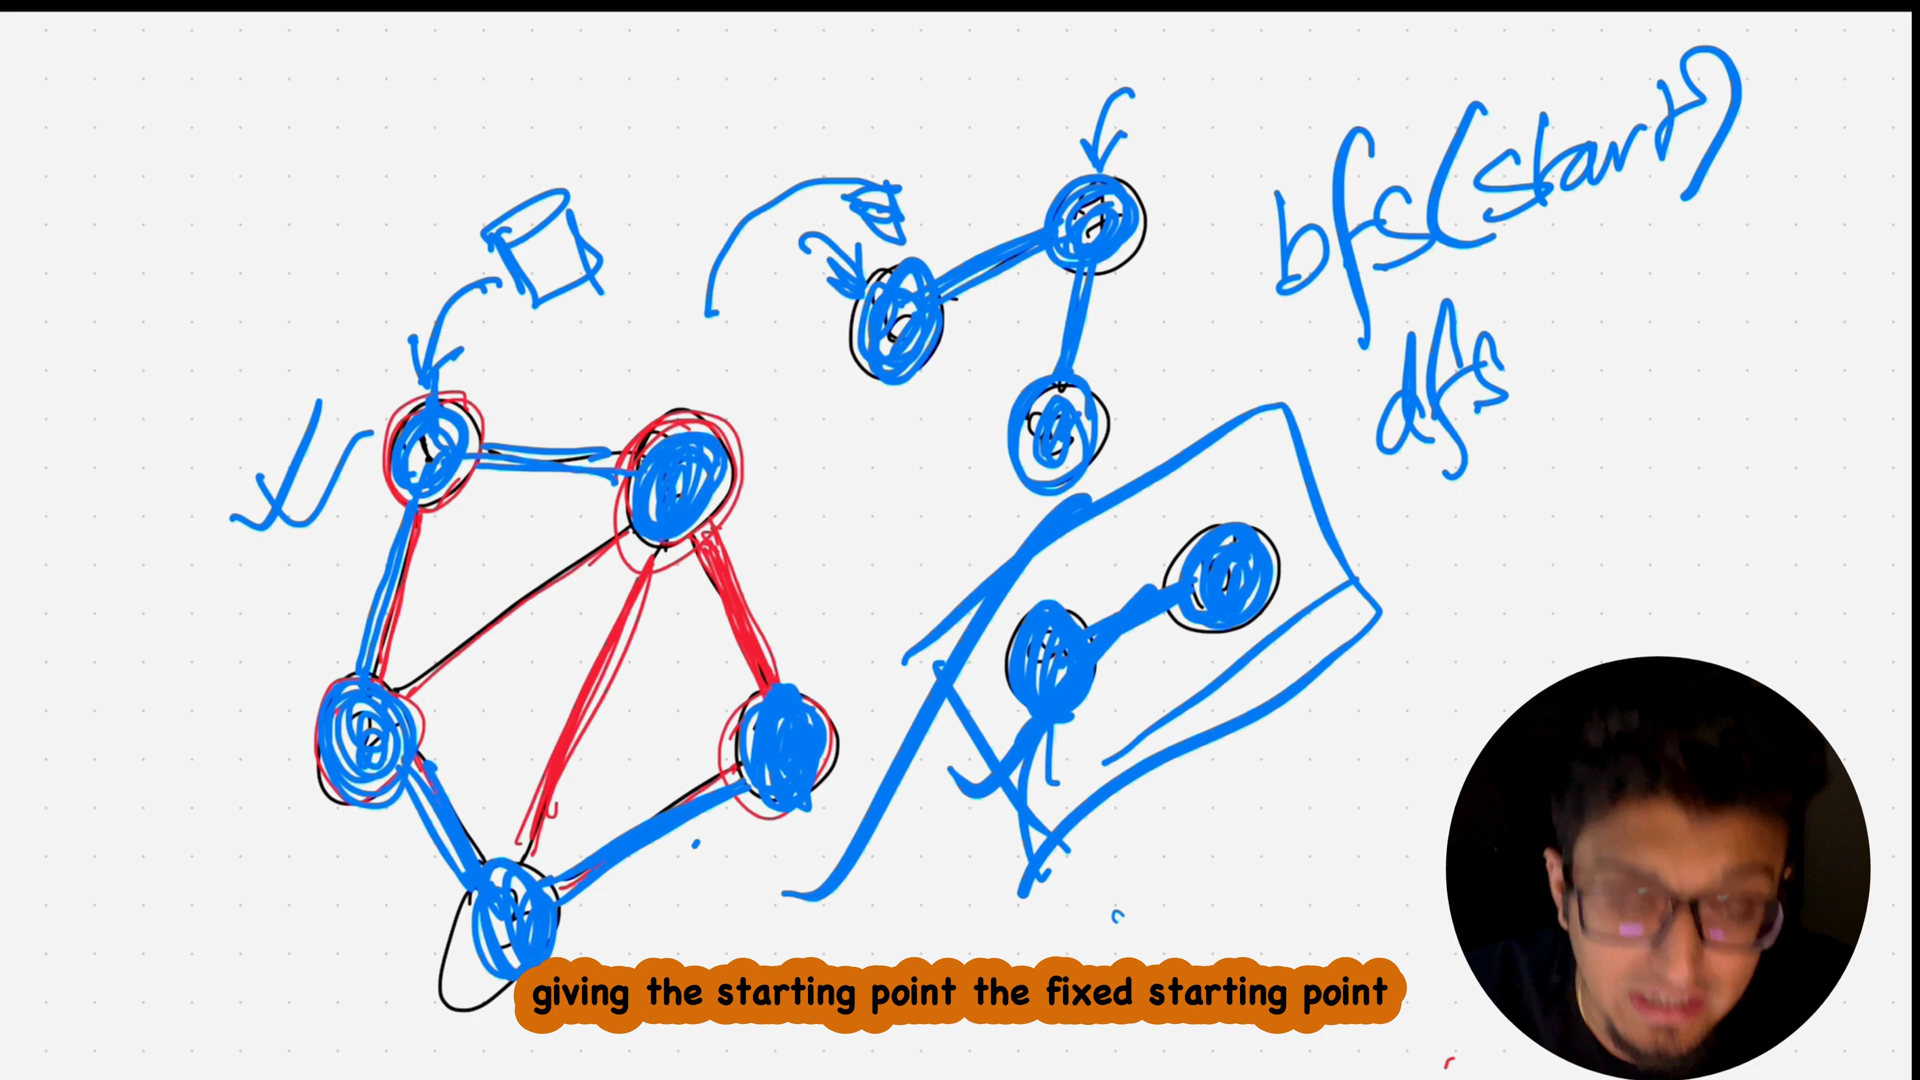 bfs(start)
dfs
giving the starting point the fixed starting point